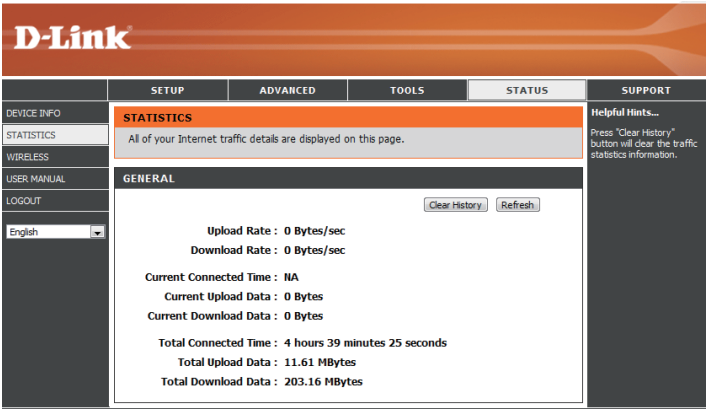 D-Link
SETUP ADVANCED TOOLS STATUS SUPPORT
DEVICE INFO
STATISTICS
WIRELESS
USER MANUAL
LOGOUT
English
STATISTICS
All of your Internet traffic details are displayed on this page.
GENERAL
Clear History Refresh
Upload Rate : 0 Bytes/sec
Download Rate : 0 Bytes/sec
Current Connected Time : NA
Current Upload Data : 0 Bytes
Current Download Data : 0 Bytes
Total Connected Time : 4 hours 39 minutes 25 seconds
Total Upload Data : 11.61 MBytes
Total Download Data : 203.16 MBytes
Helpful Hints...
Press "Clear History"
button will clear the traffic
statistics information.